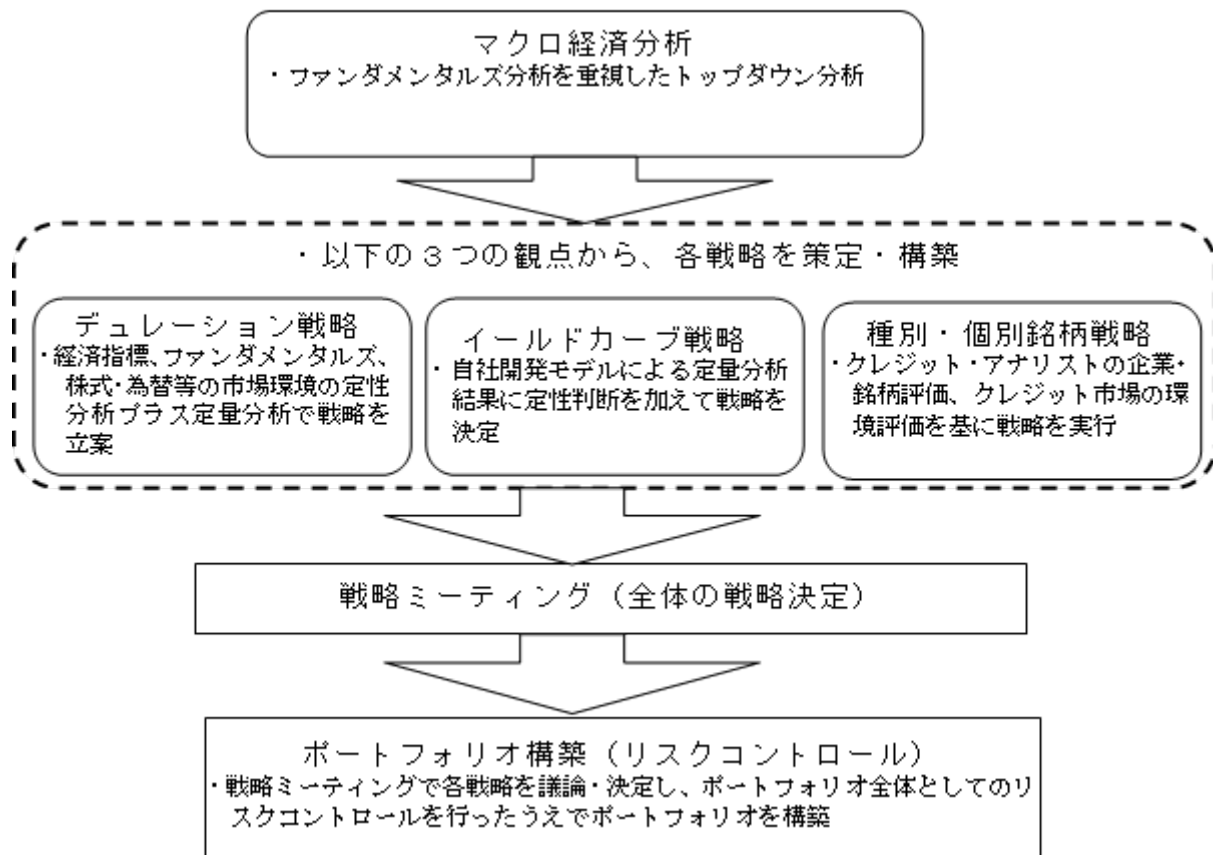 マクロ経済分析
・ファンダメンタルズ分析を重視したトップダウン分析
・以下の３つの観点から、各戦略を策定・構築
デュレーション戦略
・経済指標、ファンダメンタルズ、
株式・為替等の市場環境の定性
分析プラス定量分析で戦略を
立案
イールドカーブ戦略
・自社開発モデルによる定量分析
結果に定性判断を加えて戦略を
決定
種別・個別銘柄戦略
・クレジット・アナリストの企業・
銘柄評価、クレジット市場の環
境評価を基に戦略を実行
戦略ミーティング（全体の戦略決定）
ポートフォリオ構築（リスクコントロール）
・戦略ミーティングで各戦略を議論・決定し、ポートフォリオ全体としてのリ
スクコントロールを行ったうえでポートフォリオを構築